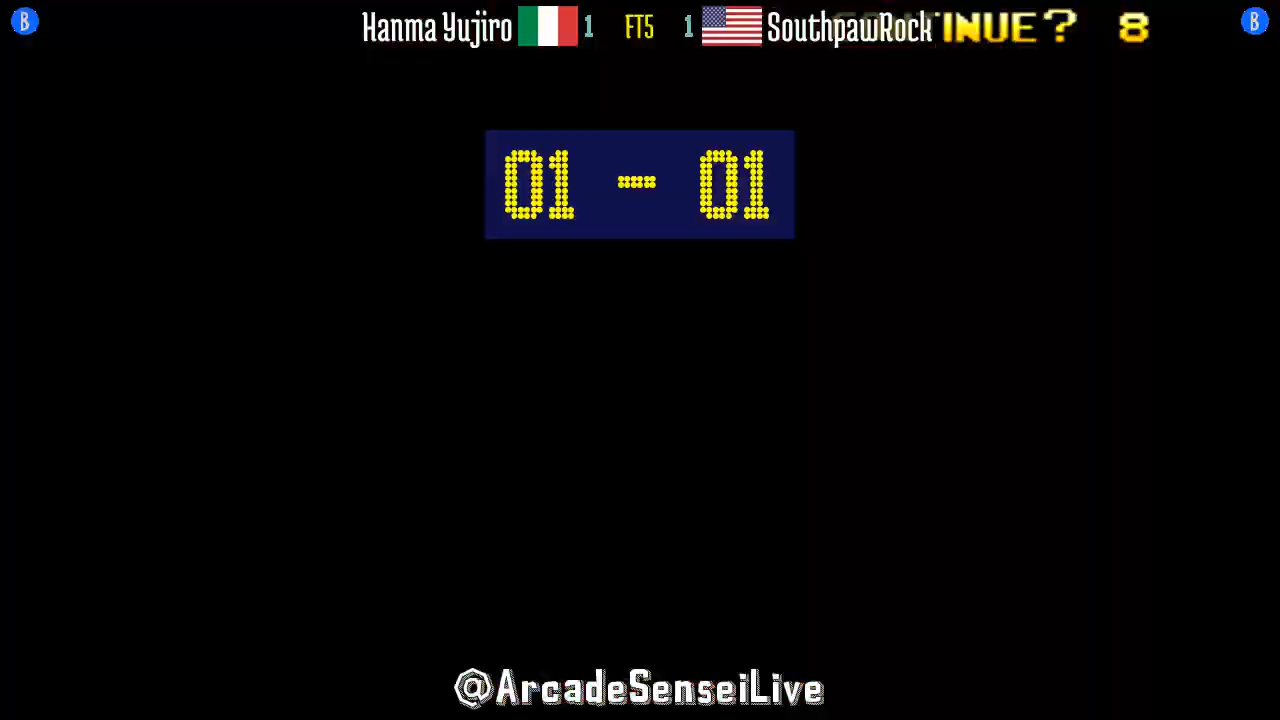 B Hanma Yujiro 1 FT5 1 SouthpawRock INUE? 8 B
01 - 01
@ArcadeSenseiLive